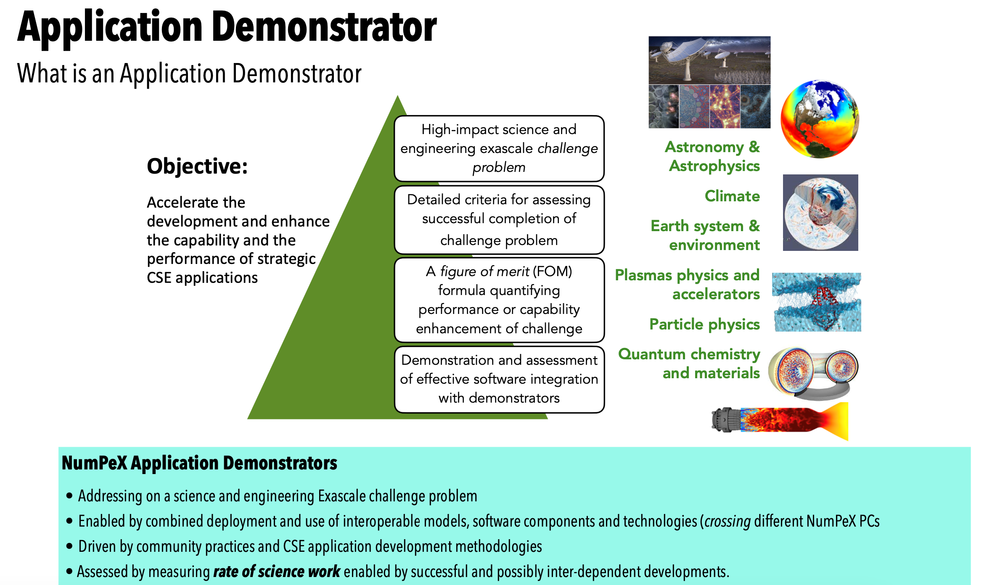 Application Demonstrator
What is an Application Demonstrator
Objective:
Accelerate the
development and enhance
the capability and the
performance of strategic
CSE applications
High-impact science and
engineering exascale challenge
problem
Detailed criteria for assessing
successful completion of
challenge problem
A figure of merit (FOM)
formula quantifying
performance or capability
enhancement of challenge
Demonstration and assessment
of effective software integration
with demonstrators
Astronomy &
Astrophysics
Climate
Earth system &
environment
Plasmas physics and
accelerators
Particle physics
Quantum chemistry
and materials
NumPeX Application Demonstrators
• Addressing on a science and engineering Exascale challenge problem
• Enabled by combined deployment and use of interoperable models, software components and technologies (crossing different NumPeX PCs
• Driven by community practices and CSE application development methodologies
• Assessed by measuring rate of science work enabled by successful and possibly inter-dependent developments.